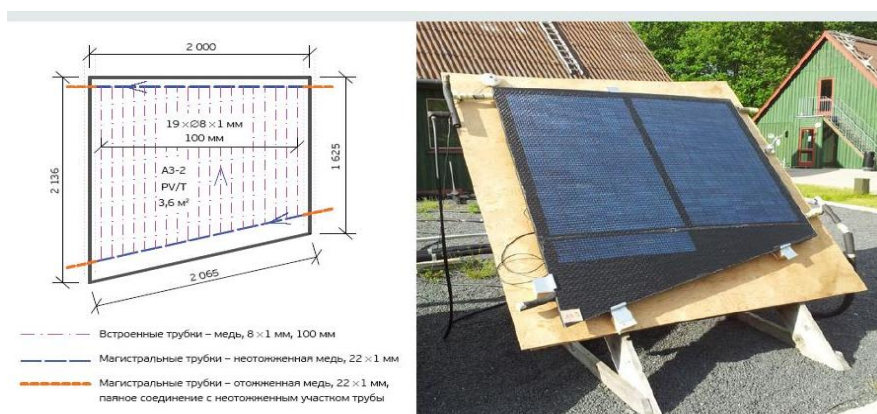 2 000
19 ×Ø8 × 1 мм
100 мм
А3-2
PV/T
3,6 м²
2 136
1 625
2 065
Встроенные трубки – медь, 8 ×1 мм, 100 мм
Магистральные трубки – неотожженная медь, 22 ×1 мм
Магистральные трубки – отожженная медь, 22 ×1 мм,
паяное соединение с неотожженным участком трубы